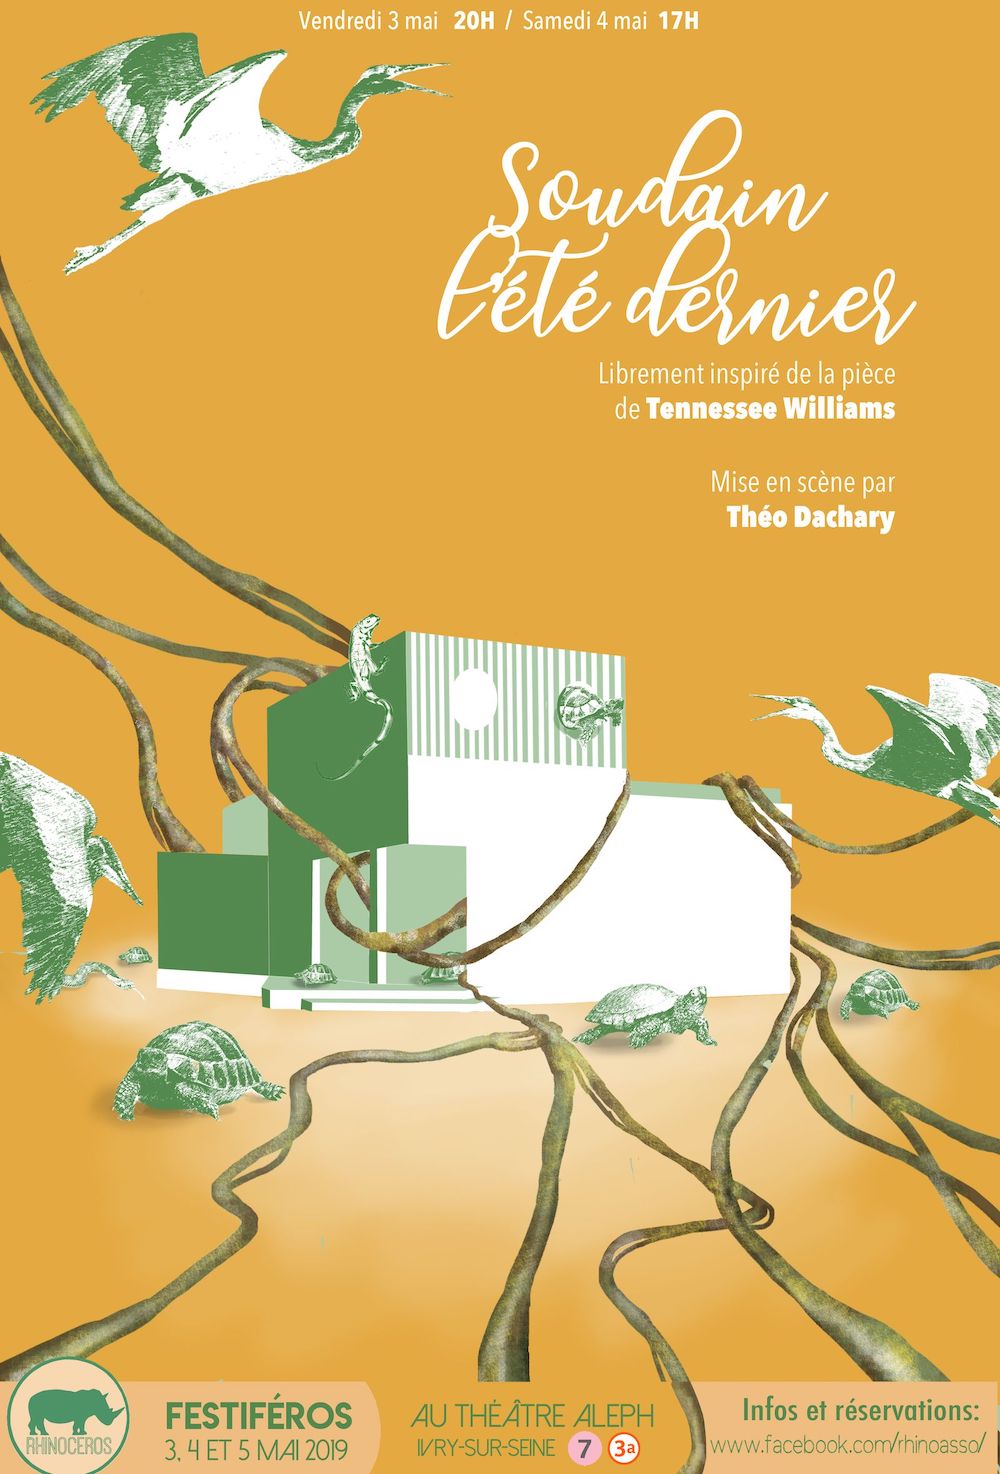 Vendredi 3 mai 20H / Samedi 4 mai 17H
Soudain
l'été dernier
Librement inspiré de la pièce
de Tennessee Williams
Mise en scène par
Théo Dachary
RHINOCEROS
FESTIFÉROS
3, 4 ET 5 MAI 2019
AU THÉÂTRE ALEPH
IVRY-SUR-SEINE 7 3a
Infos et réservations:
www.facebook.com/rhinoasso/